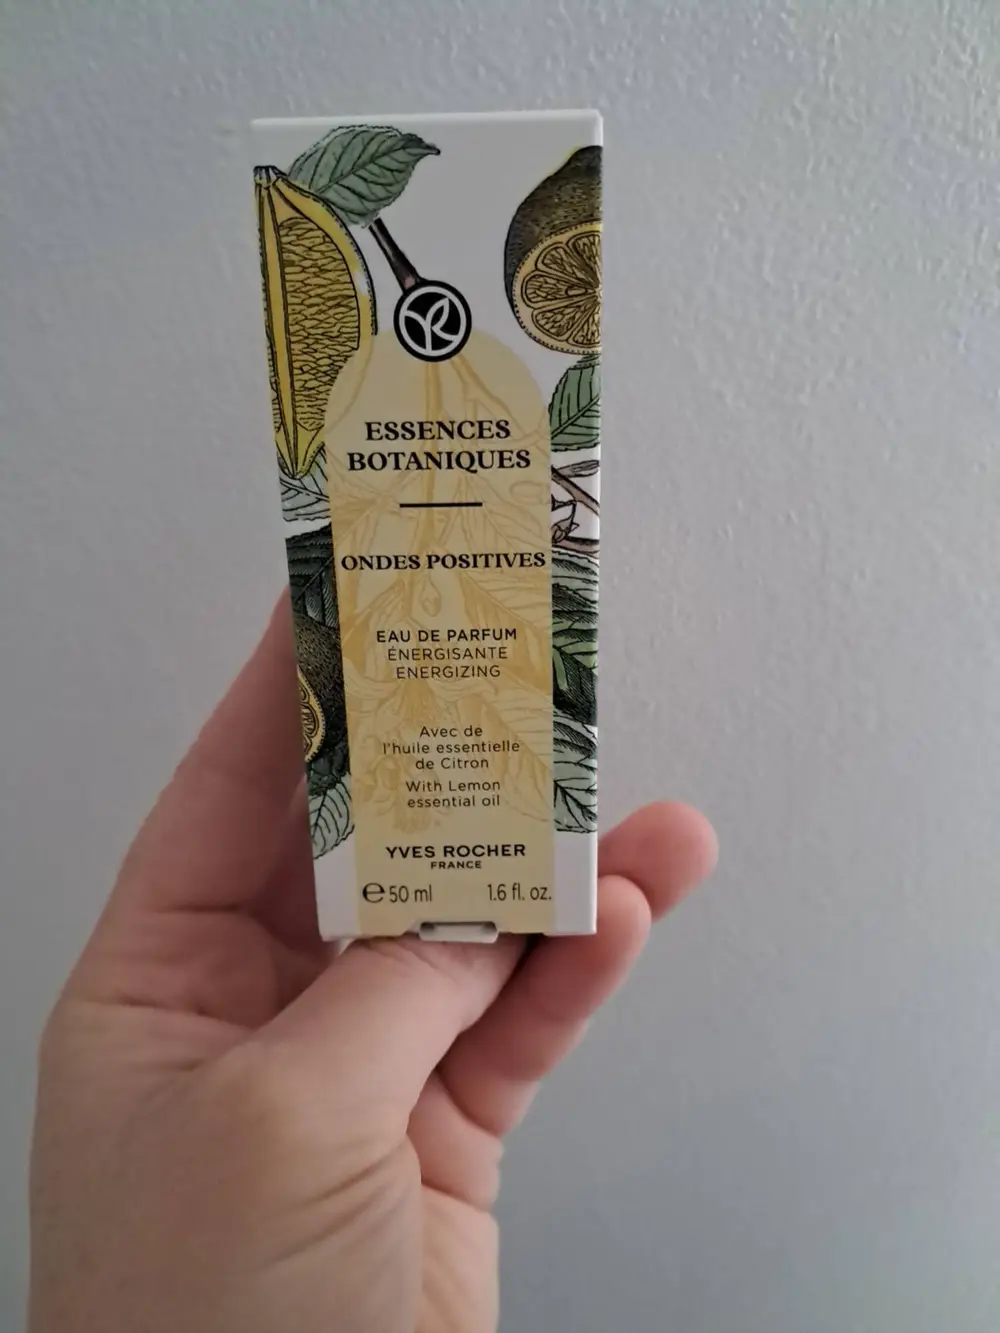 YR
ESSENCES
BOTANIQUES
ONDES POSITIVES
EAU DE PARFUM
ÉNERGISANTE
ENERGIZING
Avec de
l'huile essentielle
de Citron
With Lemon
essential oil
YVES ROCHER
FRANCE
℮ 50 ml 1.6 fl. oz.